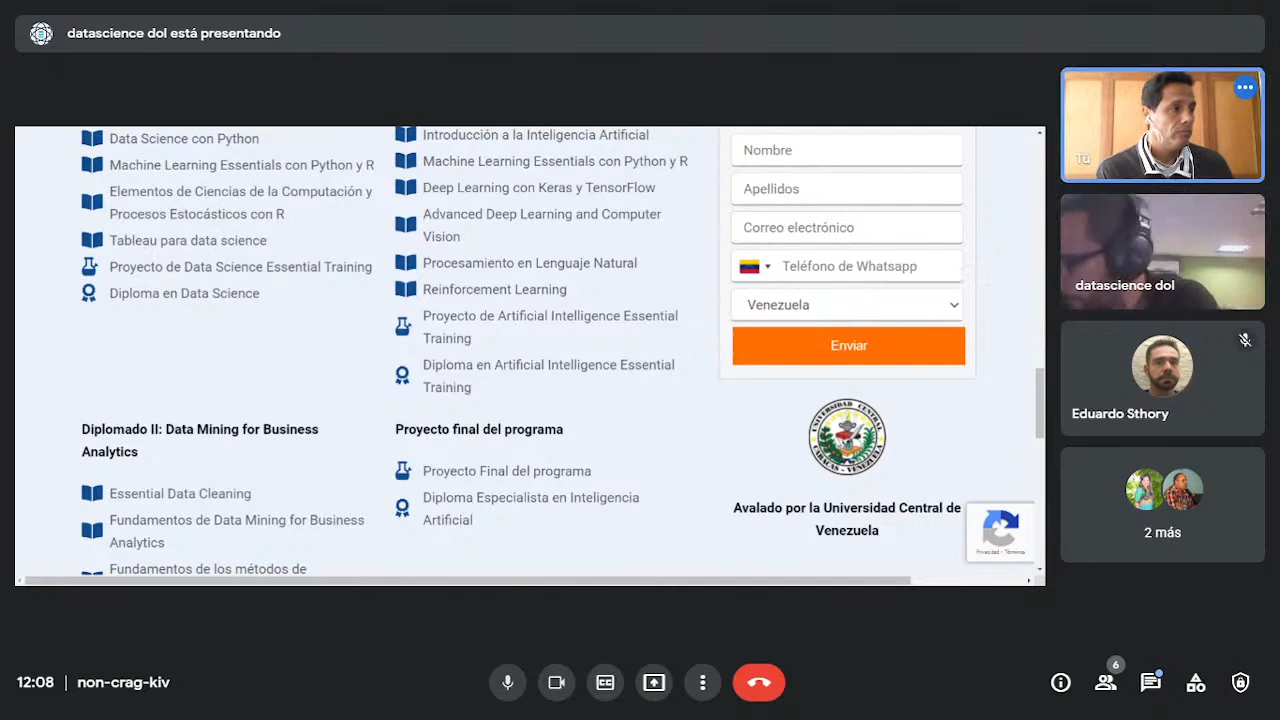 datascience dol está presentando
Data Science con Python
Machine Learning Essentials con Python y R
Elementos de Ciencias de la Computación y
Procesos Estocásticos con R
Tableau para data science
Proyecto de Data Science Essential Training
Diploma en Data Science
Diplomado II: Data Mining for Business
Analytics
Essential Data Cleaning
Fundamentos de Data Mining for Business
Analytics
Fundamentos de los métodos de
Introducción a la Inteligencia Artificial
Machine Learning Essentials con Python y R
Deep Learning con Keras y TensorFlow
Advanced Deep Learning and Computer
Vision
Procesamiento en Lenguaje Natural
Reinforcement Learning
Proyecto de Artificial Intelligence Essential
Training
Diploma en Artificial Intelligence Essential
Training
Proyecto final del programa
Proyecto Final del programa
Diploma Especialista en Inteligencia
Artificial
Nombre
Apellidos
Correo electrónico
Teléfono de Whatsapp
Venezuela
Enviar
UNIVERSIDAD CENTRAL
CARACAS - VENEZUELA
Avalado por la Universidad Central de
Venezuela
Privacidad - Términos
Tú
datascience dol
Eduardo Sthory
2 más
12:08 | non-crag-kiv
CC
6